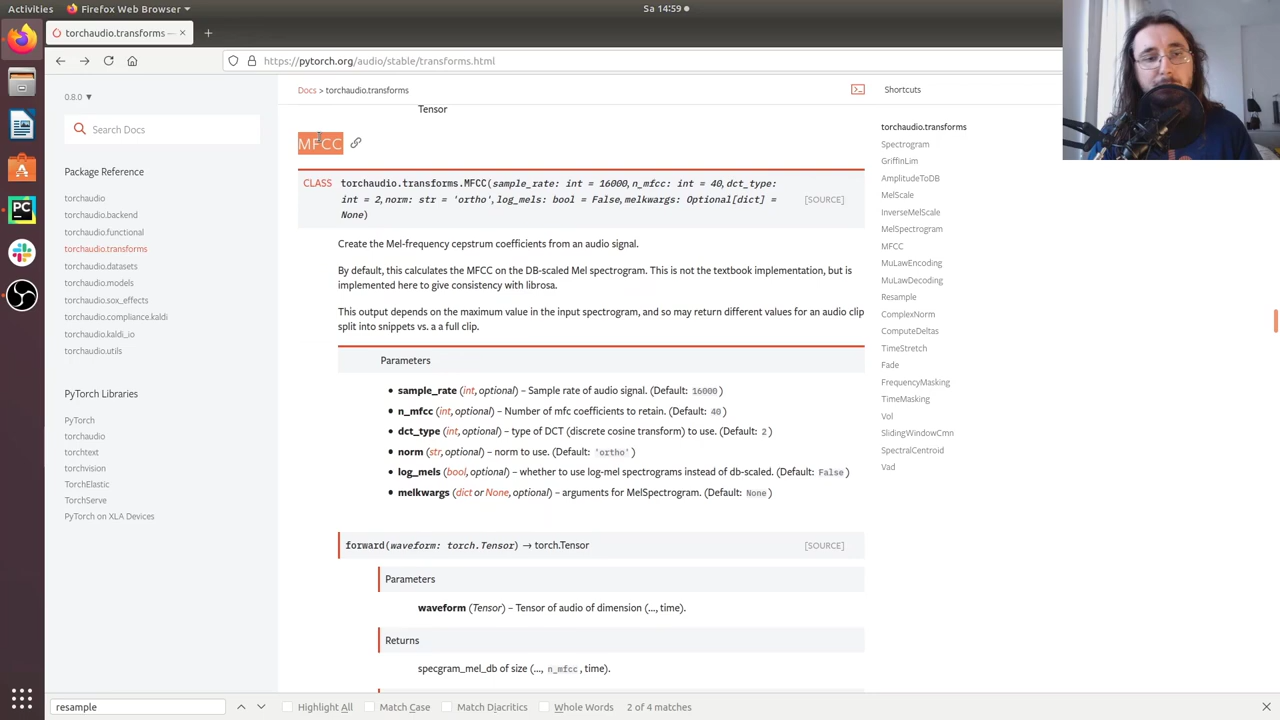 Activities
Firefox Web Browser
Sa 14:59
torchaudio.transforms —
https://pytorch.org/audio/stable/transforms.html
0.8.0 ▼
Search Docs
Package Reference
torchaudio
torchaudio.backend
torchaudio.functional
torchaudio.transforms
torchaudio.datasets
torchaudio.models
torchaudio.sox_effects
torchaudio.compliance.kaldi
torchaudio.kaldi_io
torchaudio.utils
PyTorch Libraries
PyTorch
torchaudio
torchtext
torchvision
TorchElastic
TorchServe
PyTorch on XLA Devices
Docs > torchaudio.transforms
Tensor
MFCC
CLASS torchaudio.transforms.MFCC(sample_rate: int = 16000, n_mfcc: int = 40, dct_type:
int = 2, norm: str = 'ortho', log_mels: bool = False, melkwargs: Optional[dict] =
None)
[SOURCE]
Create the Mel-frequency cepstrum coefficients from an audio signal.
By default, this calculates the MFCC on the DB-scaled Mel spectrogram. This is not the textbook implementation, but is
implemented here to give consistency with librosa.
This output depends on the maximum value in the input spectrogram, and so may return different values for an audio clip
split into snippets vs. a a full clip.
Parameters
• sample_rate (int, optional) – Sample rate of audio signal. (Default: 16000)
• n_mfcc (int, optional) – Number of mfc coefficients to retain. (Default: 40)
• dct_type (int, optional) – type of DCT (discrete cosine transform) to use. (Default: 2)
• norm (str, optional) – norm to use. (Default: 'ortho')
• log_mels (bool, optional) – whether to use log-mel spectrograms instead of db-scaled. (Default: False)
• melkwargs (dict or None, optional) – arguments for MelSpectrogram. (Default: None)
forward(waveform: torch.Tensor) → torch.Tensor
[SOURCE]
Parameters
waveform (Tensor) – Tensor of audio of dimension (…, time).
Returns
specgram_mel_db of size (…, n_mfcc, time).
Shortcuts
torchaudio.transforms
Spectrogram
GriffinLim
AmplitudeToDB
MelScale
InverseMelScale
MelSpectrogram
MFCC
MuLawEncoding
MuLawDecoding
Resample
ComplexNorm
ComputeDeltas
TimeStretch
Fade
FrequencyMasking
TimeMasking
Vol
SlidingWindowCmn
SpectralCentroid
Vad
resample
Highlight All
Match Case
Match Diacritics
Whole Words
2 of 4 matches